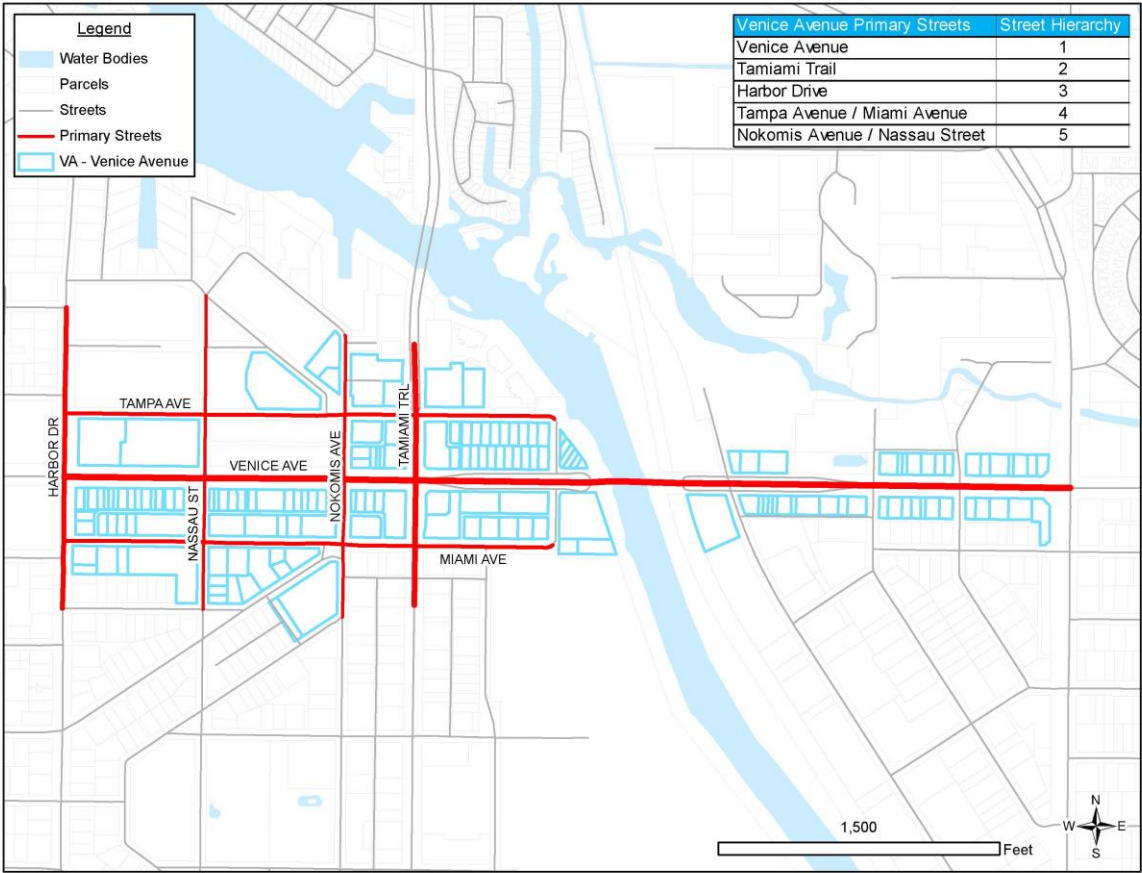 Legend
Water Bodies
Parcels
Streets
Primary Streets
VA - Venice Avenue
Venice Avenue Primary Streets Street Hierarchy
Venice Avenue 1
Tamiami Trail 2
Harbor Drive 3
Tampa Avenue / Miami Avenue 4
Nokomis Avenue / Nassau Street 5
TAMPA AVE
TAMIAMI TRL
HARBOR DR
VENICE AVE
NOKOMIS AVE
NASSAU ST
MIAMI AVE
1,500
Feet
N
W E
S